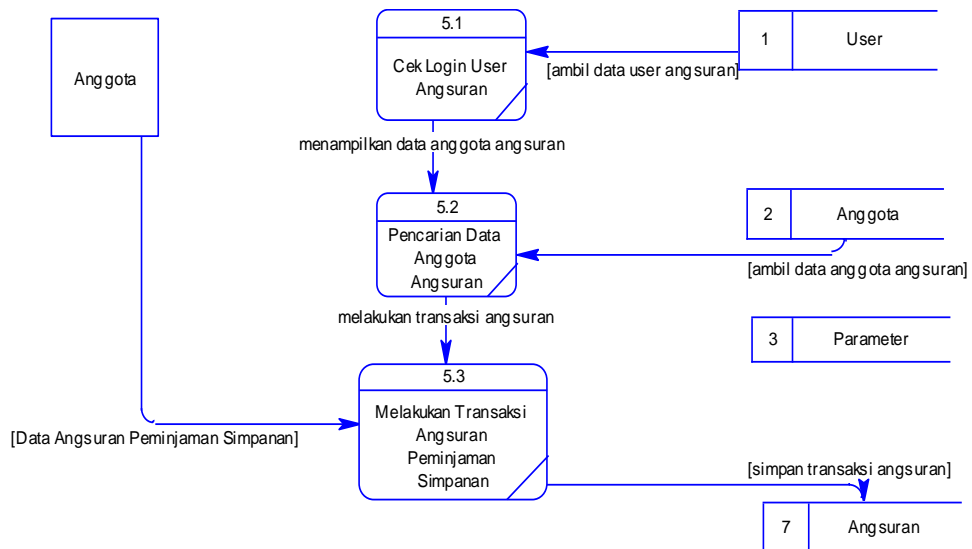 5.1
Cek Login User
Angsuran
1
User
[ambil data user angsuran]
Anggota
menampilkan data anggota angsuran
5.2
Pencarian Data
Anggota
Angsuran
2
Anggota
[ambil data anggota angsuran]
melakukan transaksi angsuran
3
Parameter
5.3
Melakukan Transaksi
Angsuran
Peminjaman
Simpanan
[Data Angsuran Peminjaman Simpanan]
[simpan transaksi angsuran]
7
Angsuran